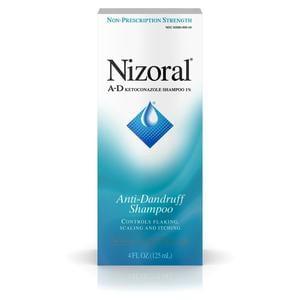 Non-Prescription Strength
Nizoral®
A-D KETOCONAZOLE SHAMPOO 1%
Anti-Dandruff
Shampoo
CONTROLS FLAKING,
SCALING AND ITCHING
4 FL OZ (125 mL)